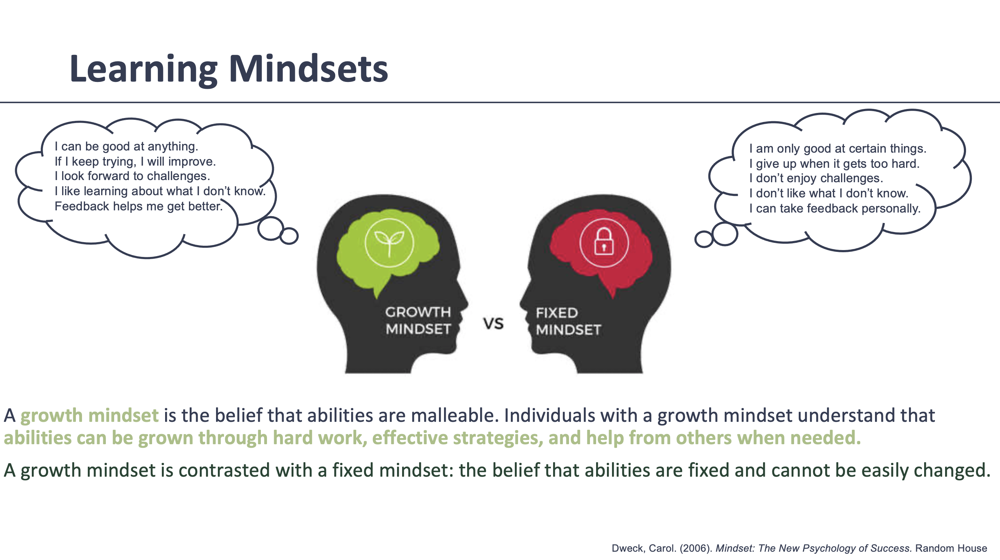 Learning Mindsets
I can be good at anything.
If I keep trying, I will improve.
I look forward to challenges.
I like learning about what I don’t know.
Feedback helps me get better.
I am only good at certain things.
I give up when it gets too hard.
I don’t enjoy challenges.
I don’t like what I don’t know.
I can take feedback personally.
GROWTH
MINDSET
VS
FIXED
MINDSET
A growth mindset is the belief that abilities are malleable. Individuals with a growth mindset understand that
abilities can be grown through hard work, effective strategies, and help from others when needed.
A growth mindset is contrasted with a fixed mindset: the belief that abilities are fixed and cannot be easily changed.
Dweck, Carol. (2006). Mindset: The New Psychology of Success. Random House